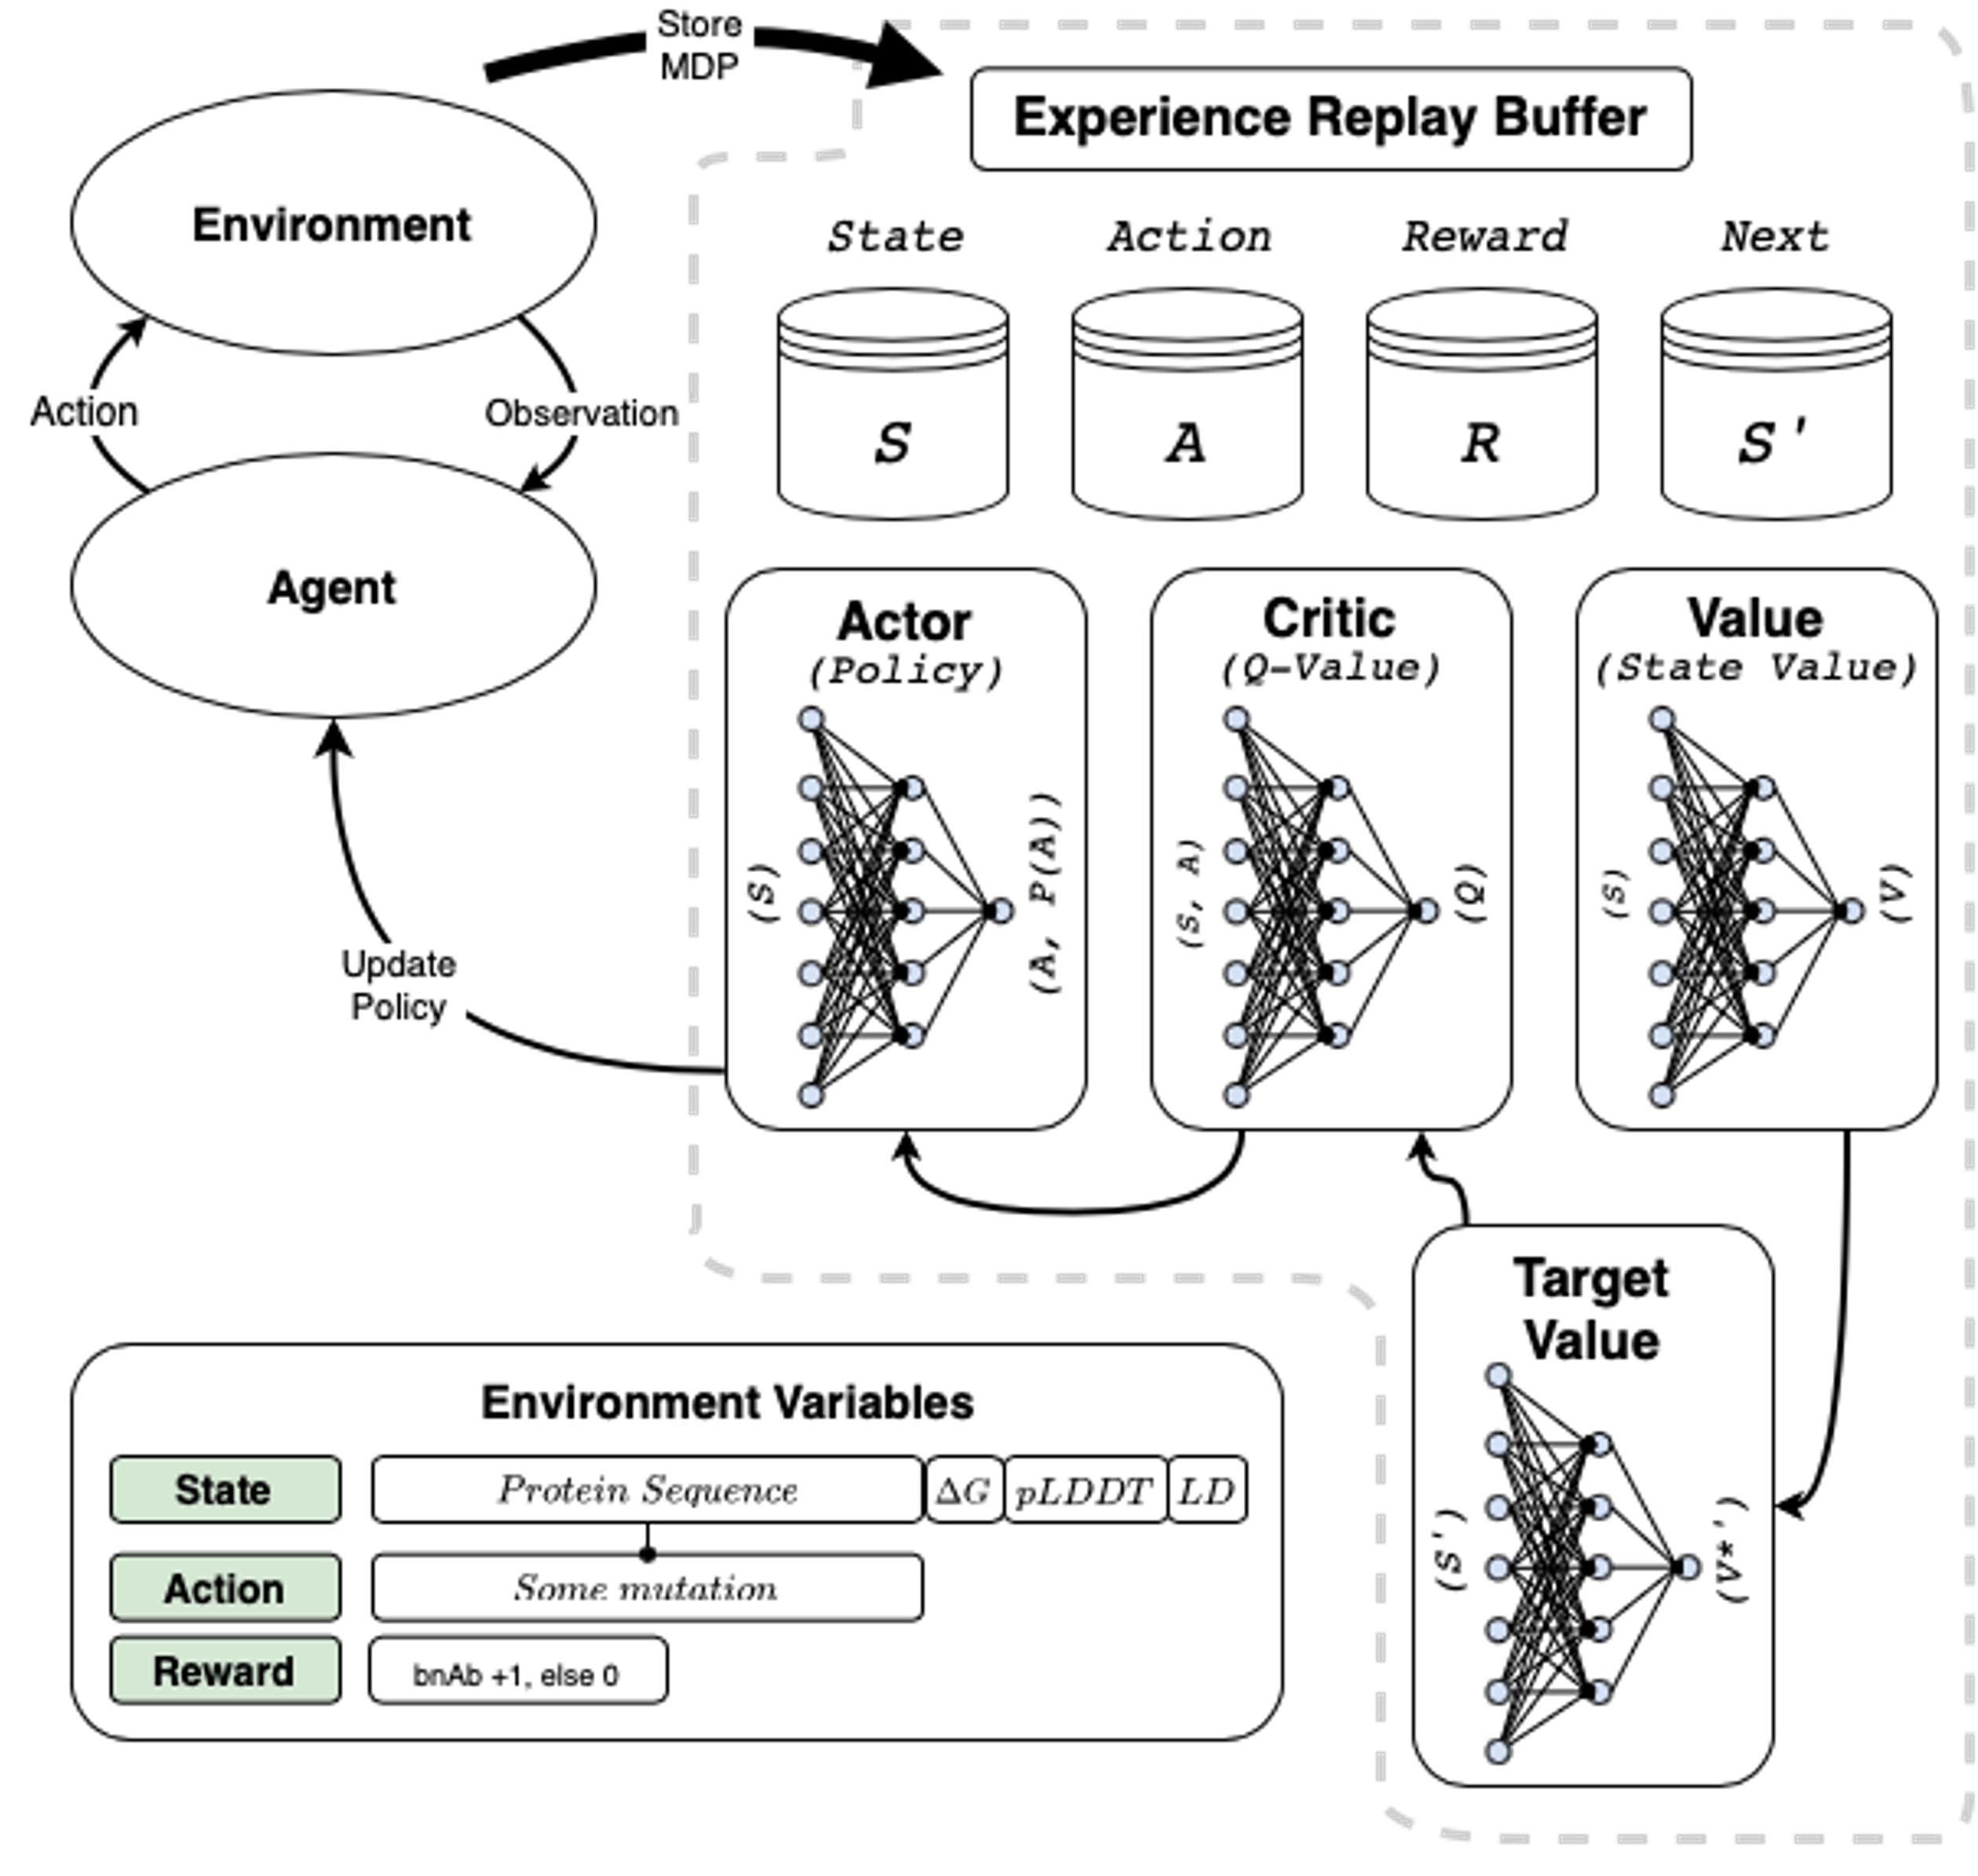 Store
MDP
Experience Replay Buffer
Environment
State
Action
Reward
Next
S
A
R
S'
Action
Observation
Agent
Actor
(Policy)
(S)
(A, P(A))
Critic
(Q-Value)
(S, A)
(Q)
Value
(State Value)
(S)
(V)
Update
Policy
Target
Value
(S')
(V*')
Environment Variables
State
Protein Sequence
ΔG
pLDDT
LD
Action
Some mutation
Reward
bnAb +1, else 0